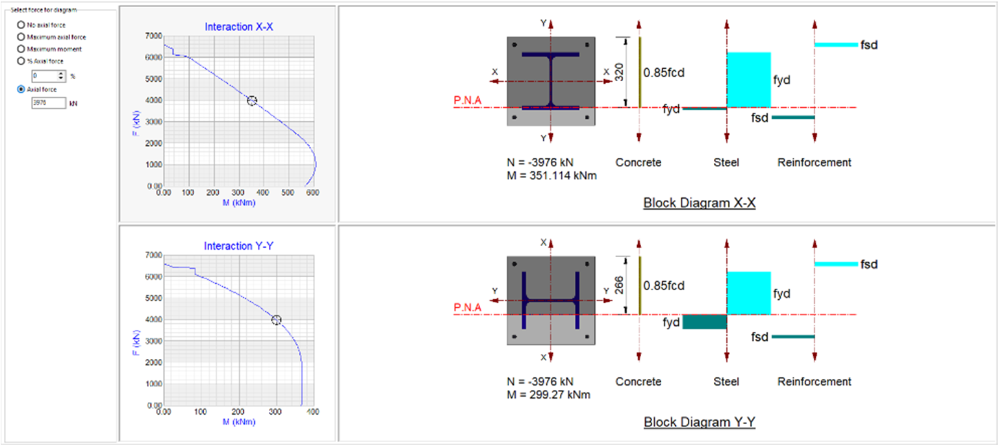 Select force for diagram
No axial force
Maximum axial force
Maximum moment
% Axial force
0 %
Axial force
3976 kN
Interaction X-X
7000
6000
5000
4000
3000
2000
1000
0.00
F (kN)
0.00 100 200 300 400 500 600
M (kNm)
Y
X X
Y
320
0.85fcd
P.N.A
fyd
fyd
fsd
fsd
N = -3976 kN
M = 351.114 kNm
Concrete Steel Reinforcement
Block Diagram X-X
Interaction Y-Y
7000
6000
5000
4000
3000
2000
1000
0.00
F (kN)
0.00 100 200 300 400
M (kNm)
X
Y Y
X
266
0.85fcd
P.N.A
fyd
fyd
fsd
fsd
N = -3976 kN
M = 299.27 kNm
Concrete Steel Reinforcement
Block Diagram Y-Y